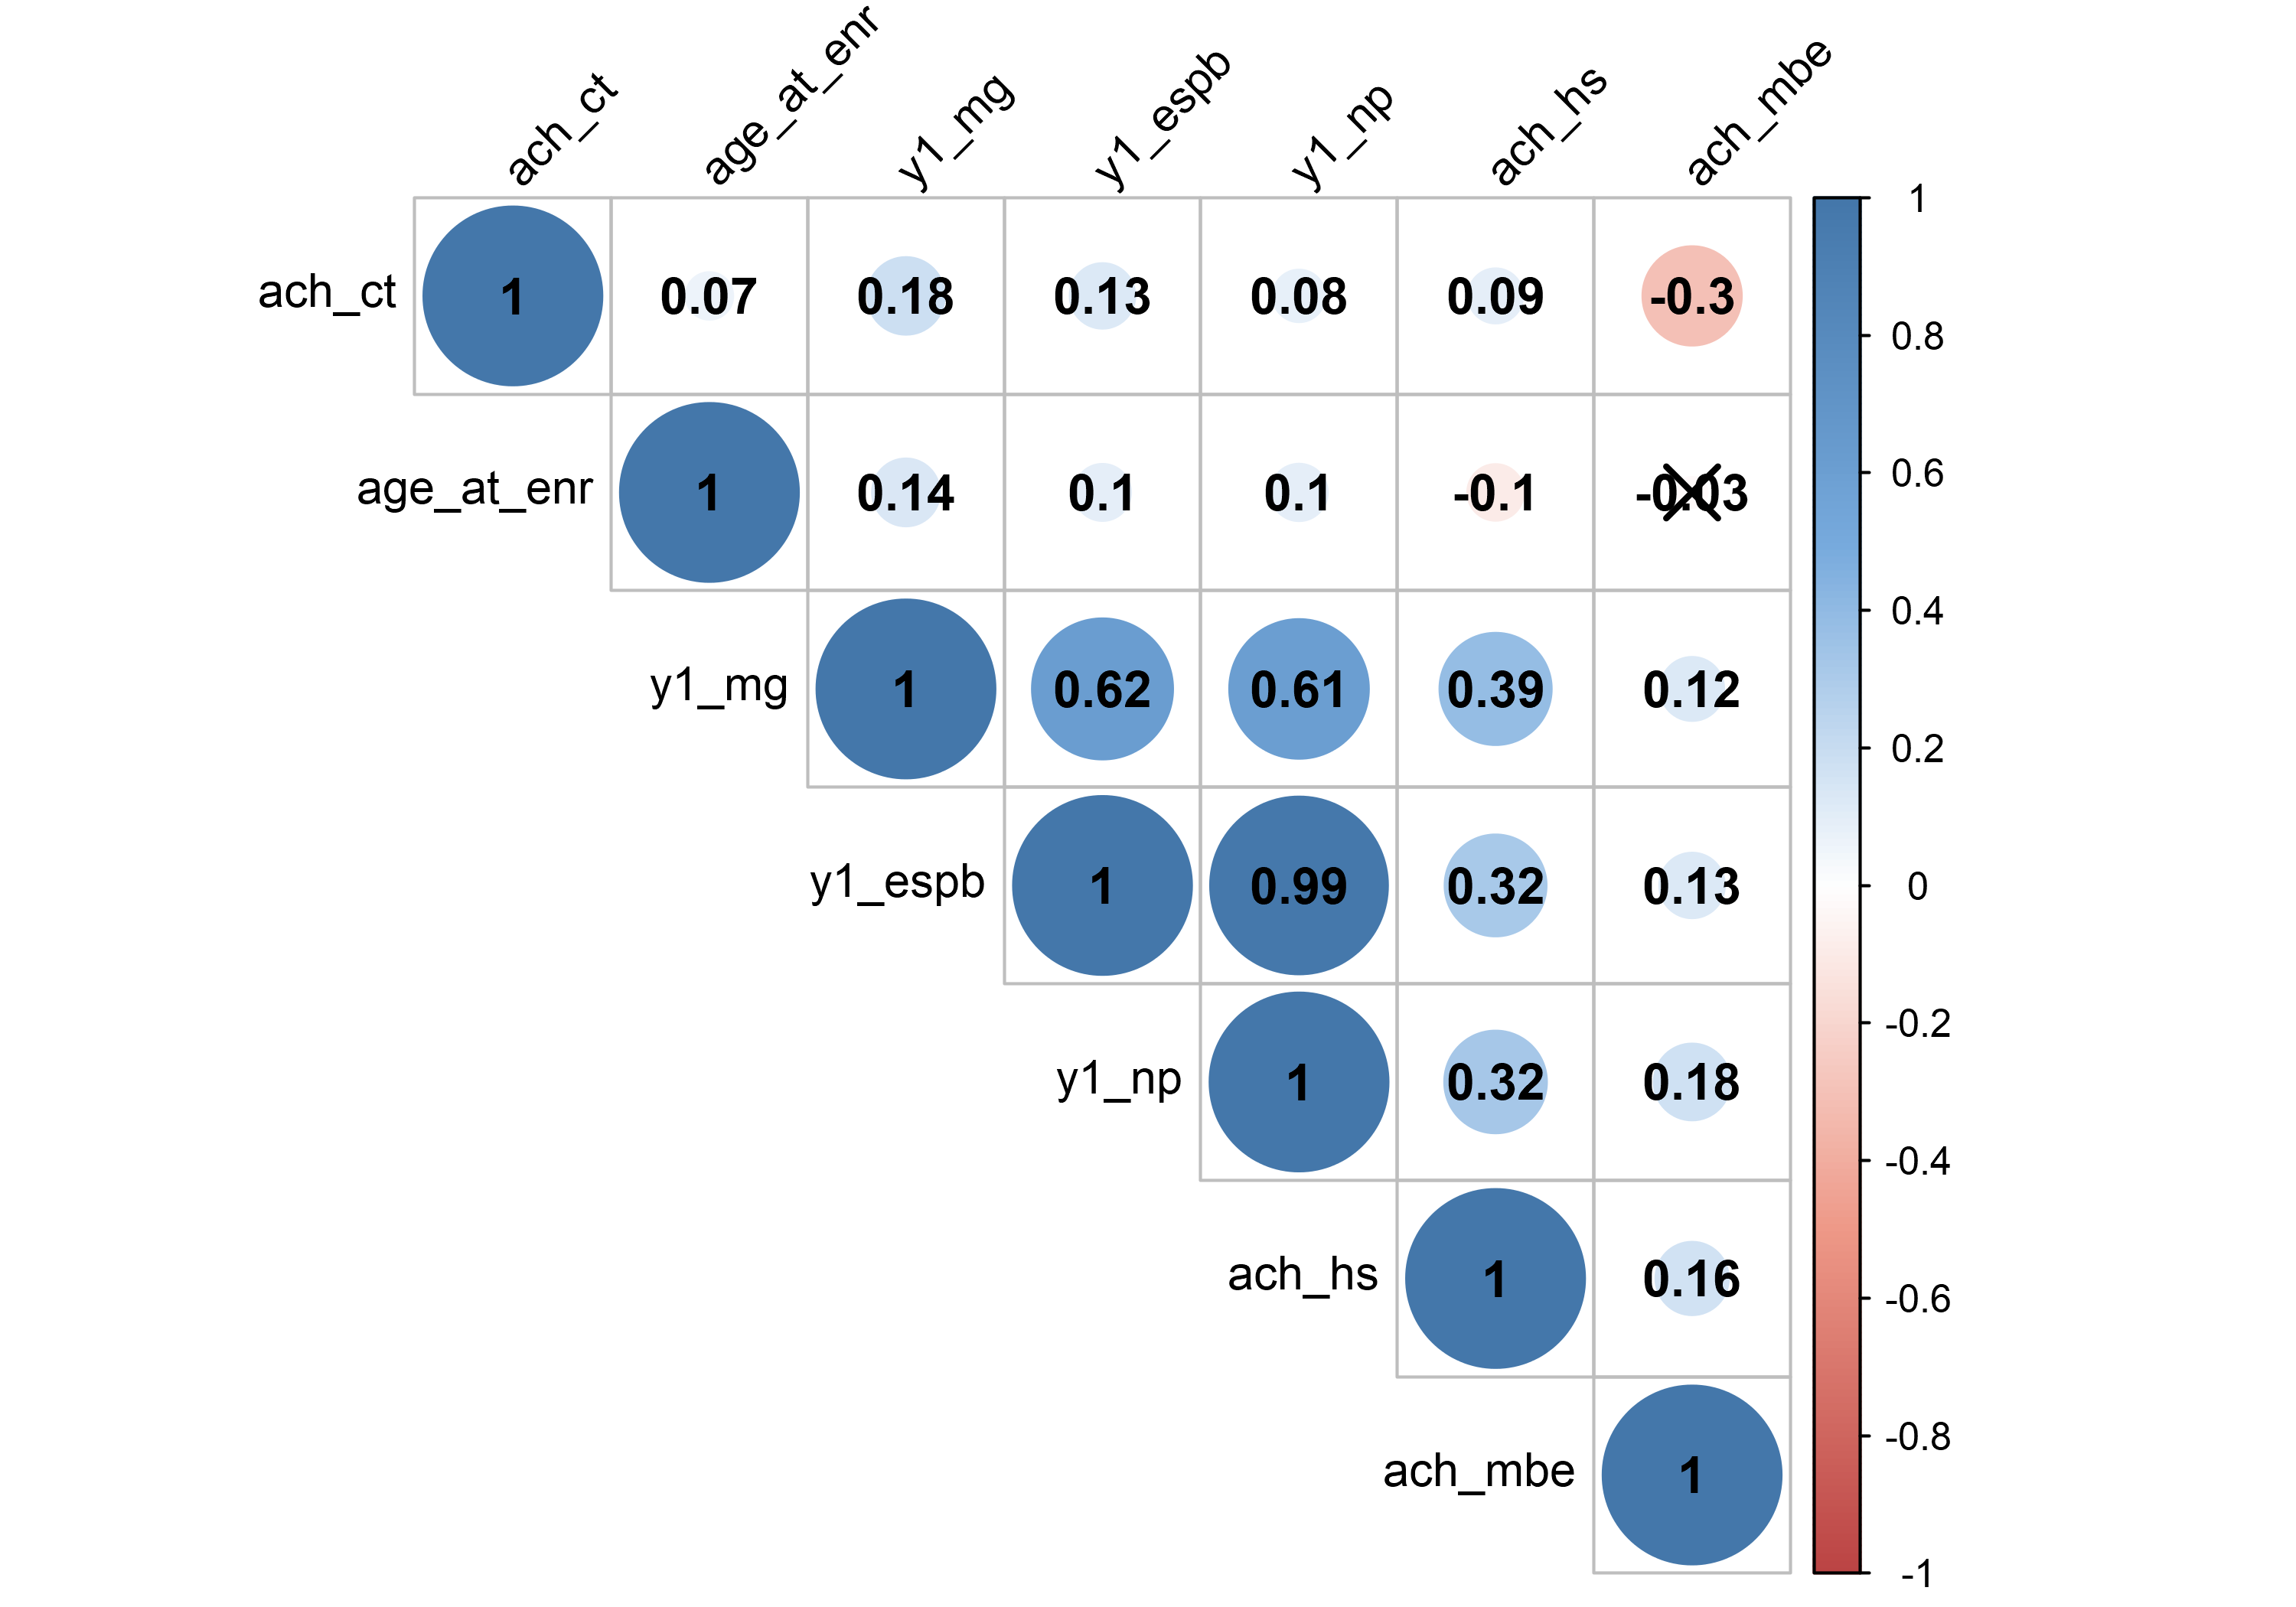 ach_ct age_at_enr y1_mg y1_espb y1_np ach_hs ach_mbe
ach_ct 1 0.07 0.18 0.13 0.08 0.09 -0.3
age_at_enr 1 0.14 0.1 0.1 -0.1 -0.03
y1_mg 1 0.62 0.61 0.39 0.12
y1_espb 1 0.99 0.32 0.13
y1_np 1 0.32 0.18
ach_hs 1 0.16
ach_mbe 1
1
0.8
0.6
0.4
0.2
0
-0.2
-0.4
-0.6
-0.8
-1